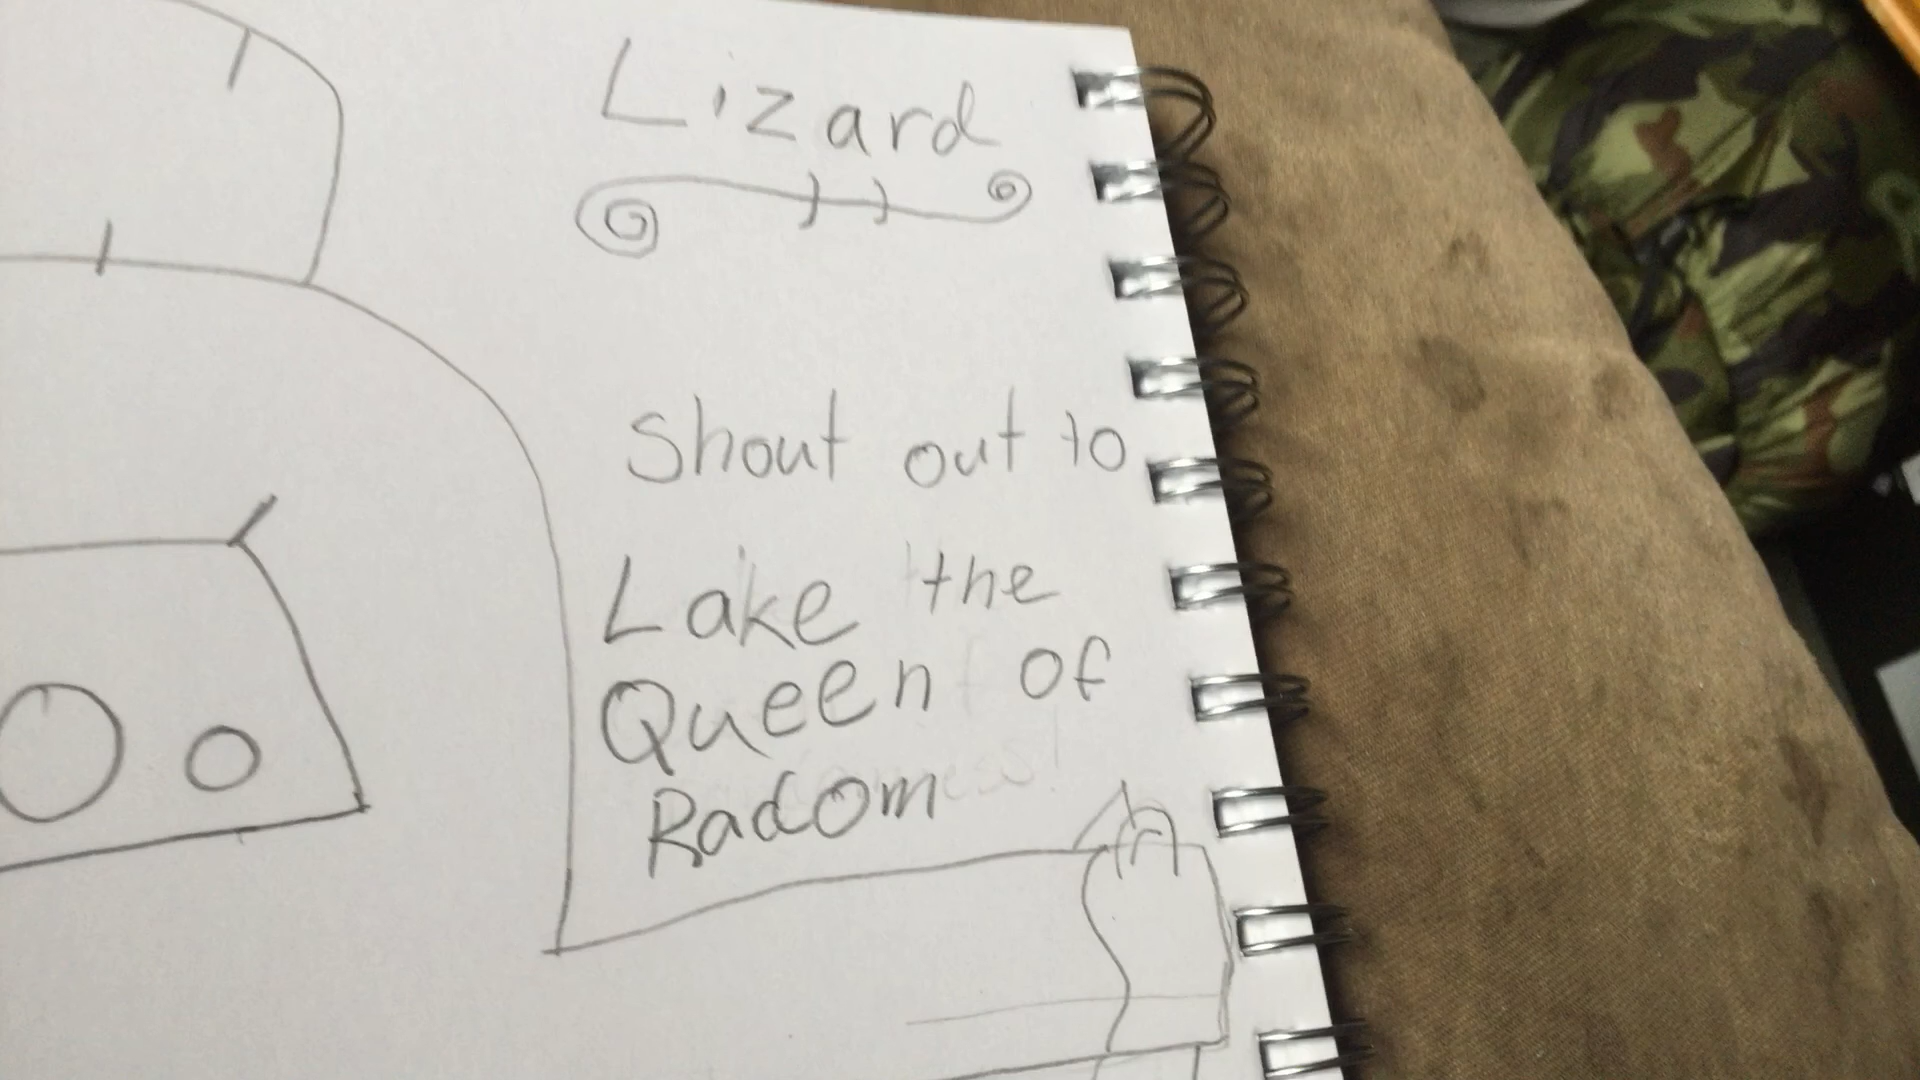 Lizard
Shout out to
Lake the
Queen of
Radom